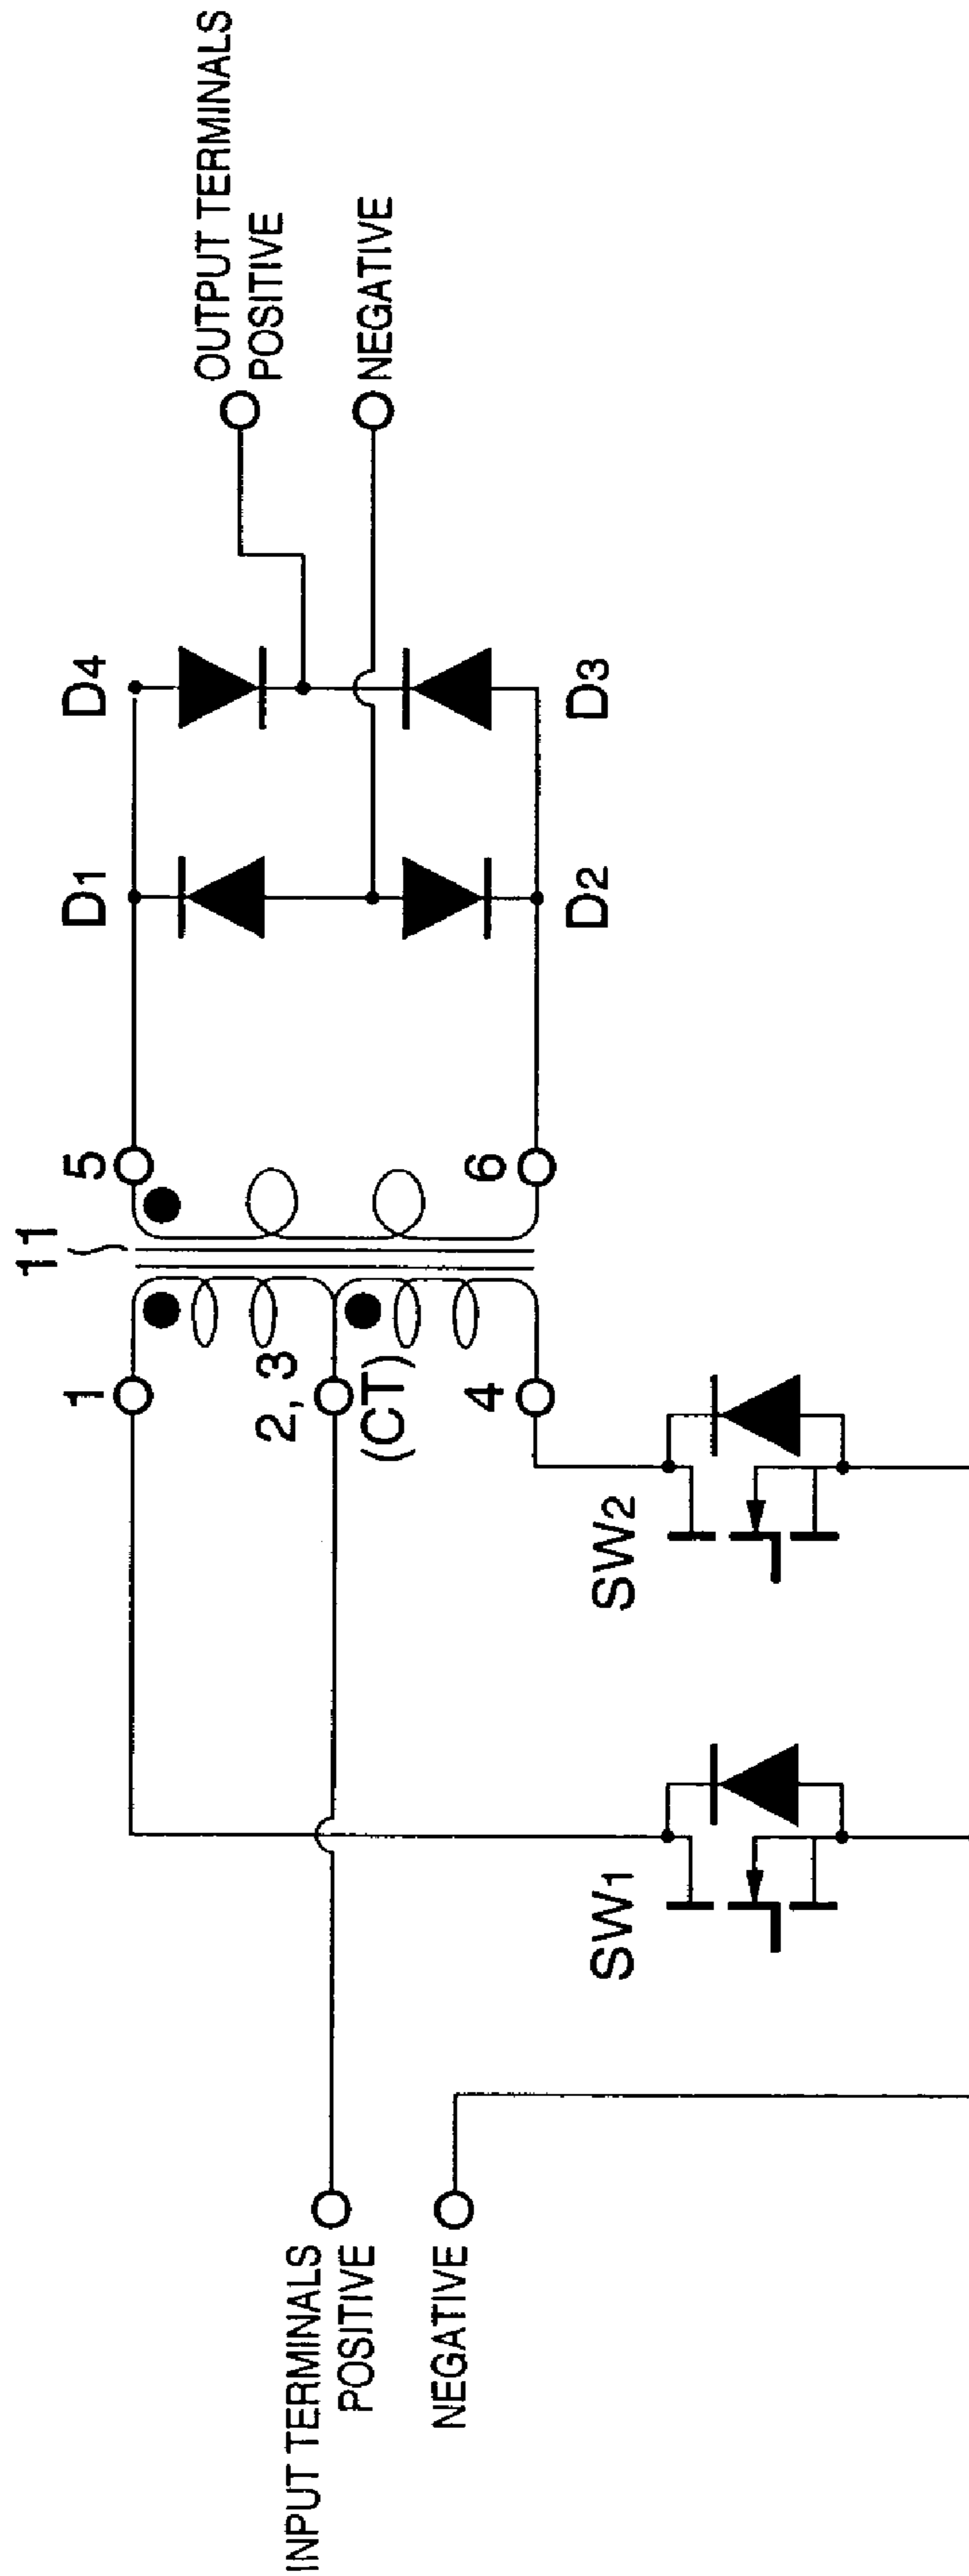 INPUT TERMINALS
POSITIVE
NEGATIVE
SW1
SW2
1
2, 3
(CT)
4
11
5
6
D1
D2
D4
D3
OUTPUT TERMINALS
POSITIVE
NEGATIVE